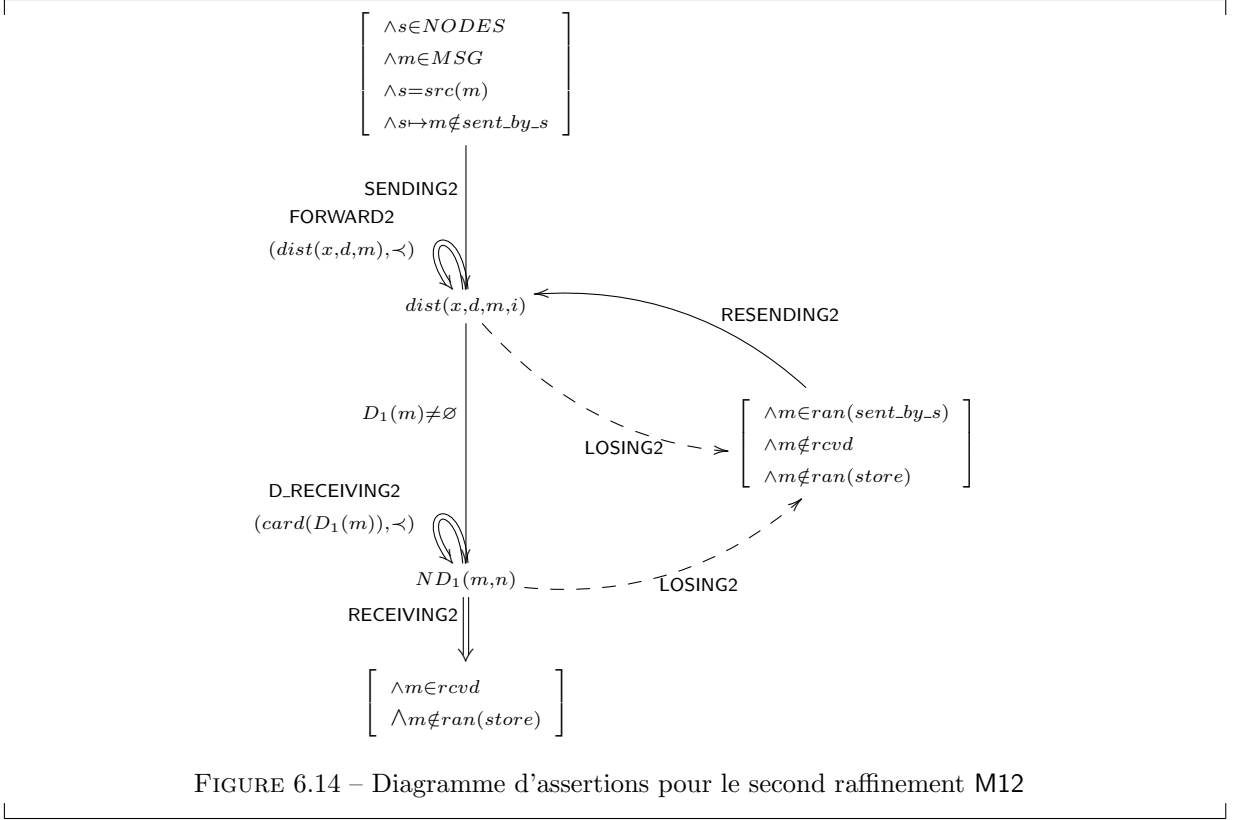 ∧s∈NODES
∧m∈MSG
∧s=src(m)
∧s↦m∉sent_by_s
SENDING2
FORWARD2
(dist(x,d,m),≺)
dist(x,d,m,i)
RESENDING2
D₁(m)≠∅
∧m∈ran(sent_by_s)
∧m∉rcvd
∧m∉ran(store)
LOSING2
D_RECEIVING2
(card(D₁(m)),≺)
ND₁(m,n)
LOSING2
RECEIVING2
∧m∈rcvd
∧m∉ran(store)
FIGURE 6.14 – Diagramme d'assertions pour le second raffinement M12